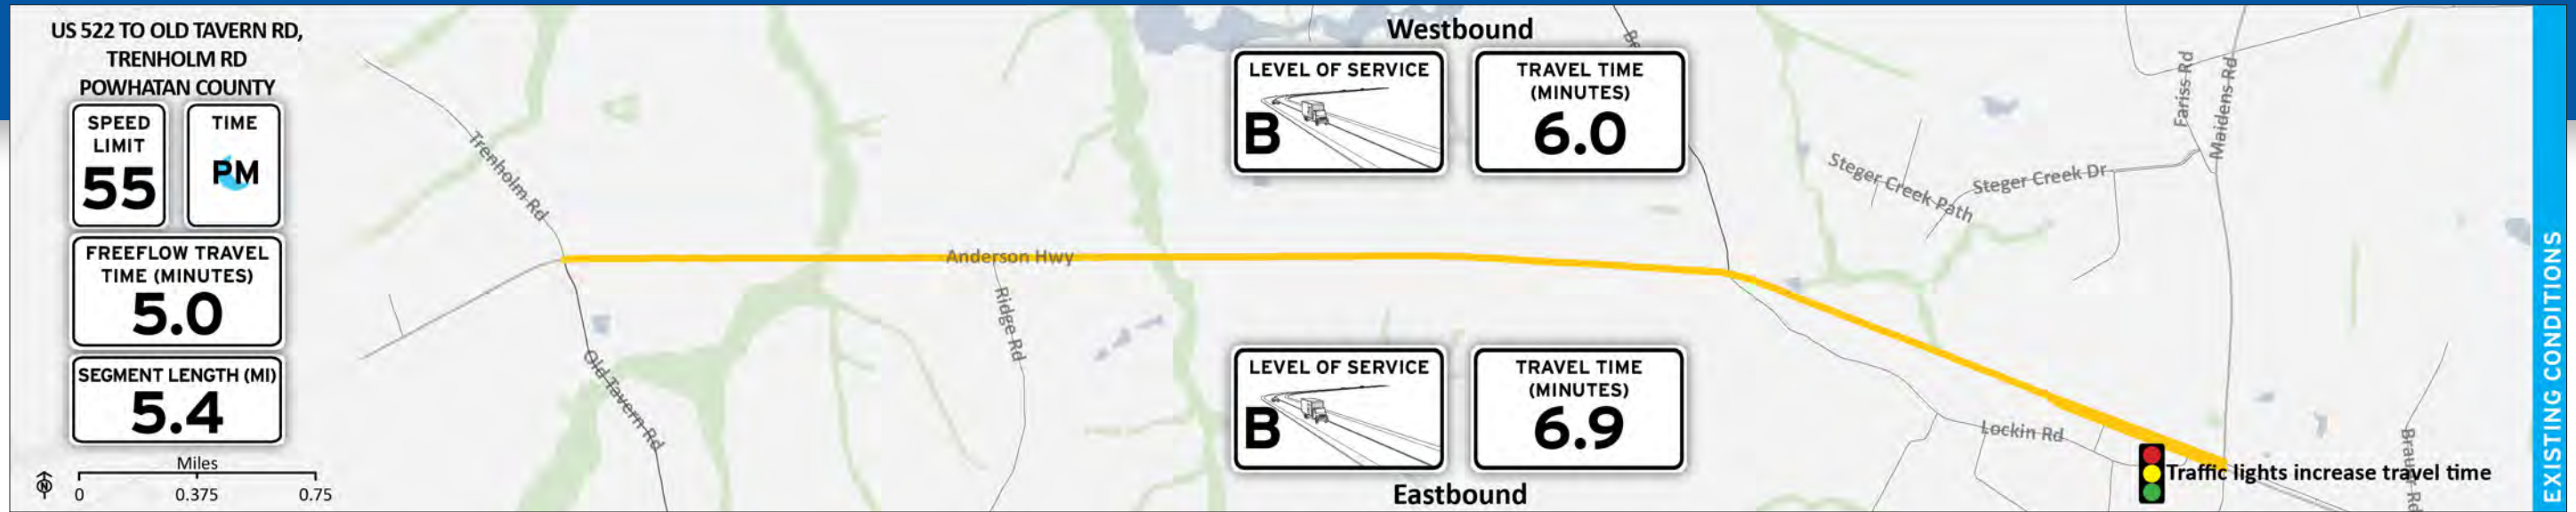 US 522 TO OLD TAVERN RD,
TRENHOLM RD
POWHATAN COUNTY
SPEED
LIMIT
55
TIME
PM
FREEFLOW TRAVEL
TIME (MINUTES)
5.0
SEGMENT LENGTH (MI)
5.4
Miles
0 0.375 0.75
Trenholm Rd
Old Tavern Rd
Anderson Hwy
Ridge Rd
Westbound
LEVEL OF SERVICE
B
TRAVEL TIME
(MINUTES)
6.0
LEVEL OF SERVICE
B
TRAVEL TIME
(MINUTES)
6.9
Eastbound
Steger Creek Path
Steger Creek Dr
Fariss Rd
Maidens Rd
Lockin Rd
Traffic lights increase travel time
EXISTING CONDITIONS